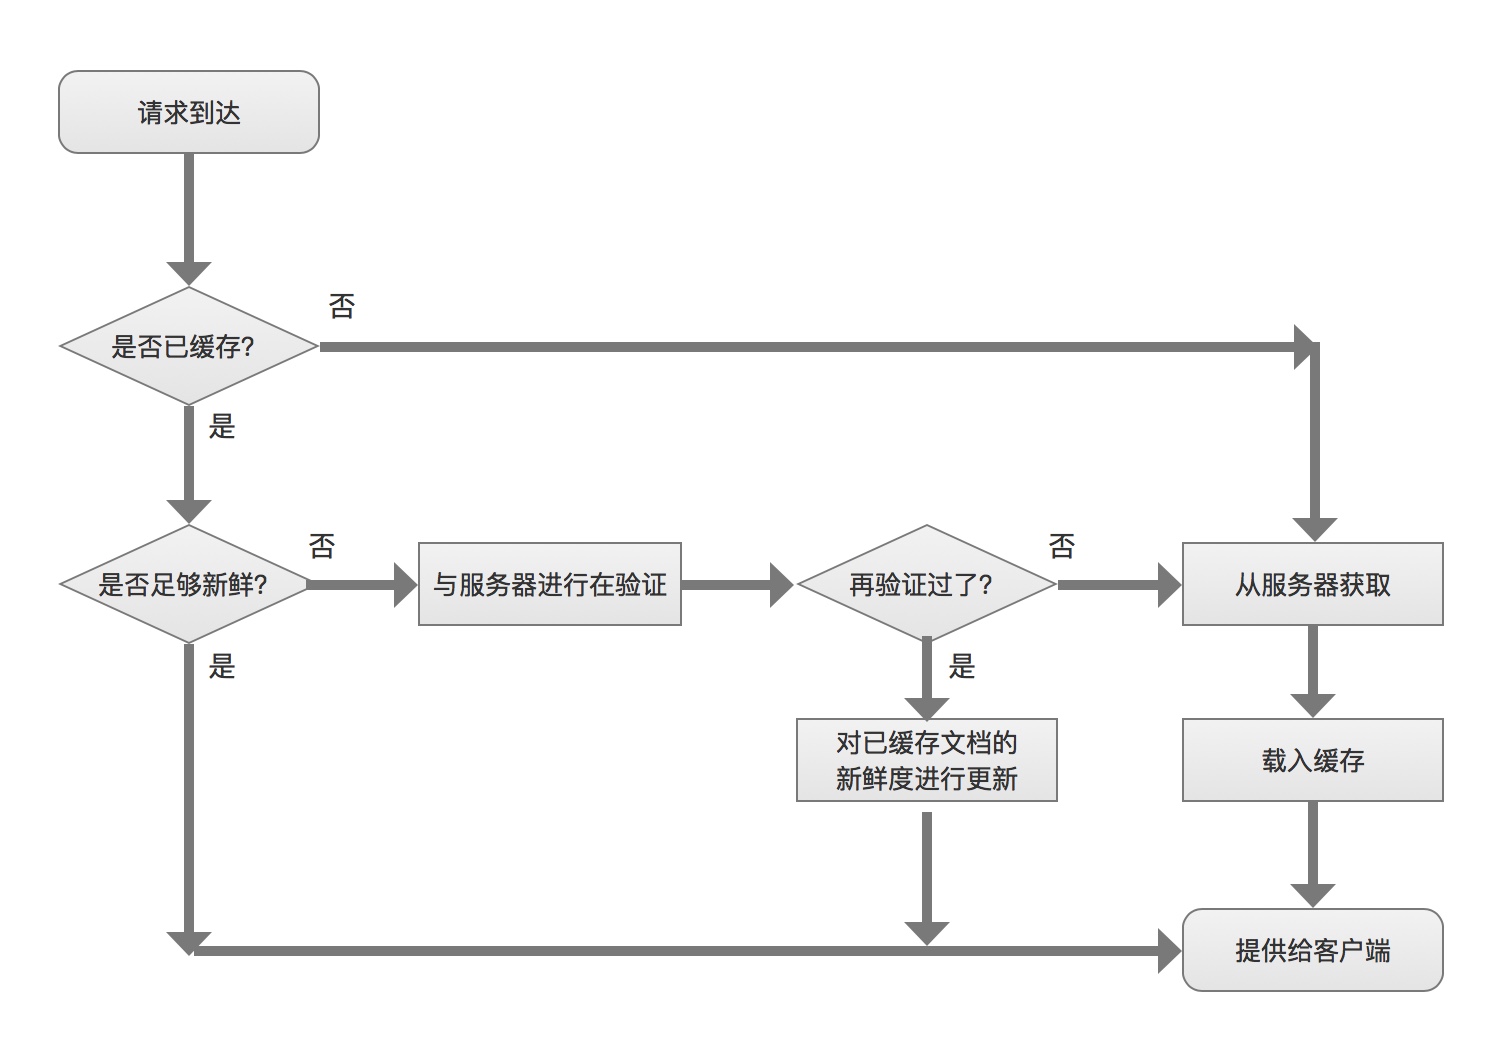 请求到达
否
是否已缓存?
是
否
否
是否足够新鲜?
与服务器进行在验证
再验证过了?
从服务器获取
是
是
对已缓存文档的
新鲜度进行更新
载入缓存
提供给客户端